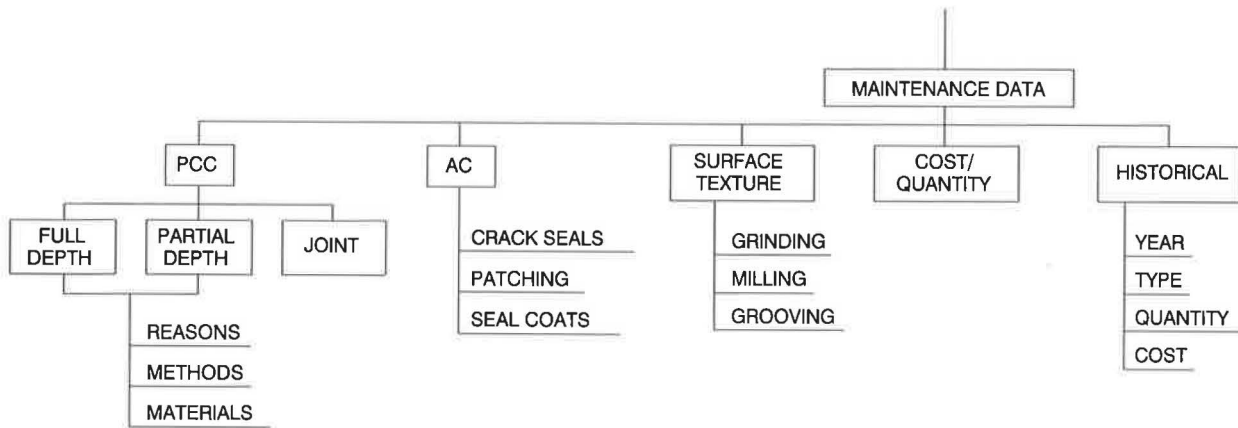 MAINTENANCE DATA
PCC
AC
SURFACE
TEXTURE
COST/
QUANTITY
HISTORICAL
FULL
DEPTH
PARTIAL
DEPTH
JOINT
REASONS
METHODS
MATERIALS
CRACK SEALS
PATCHING
SEAL COATS
GRINDING
MILLING
GROOVING
YEAR
TYPE
QUANTITY
COST